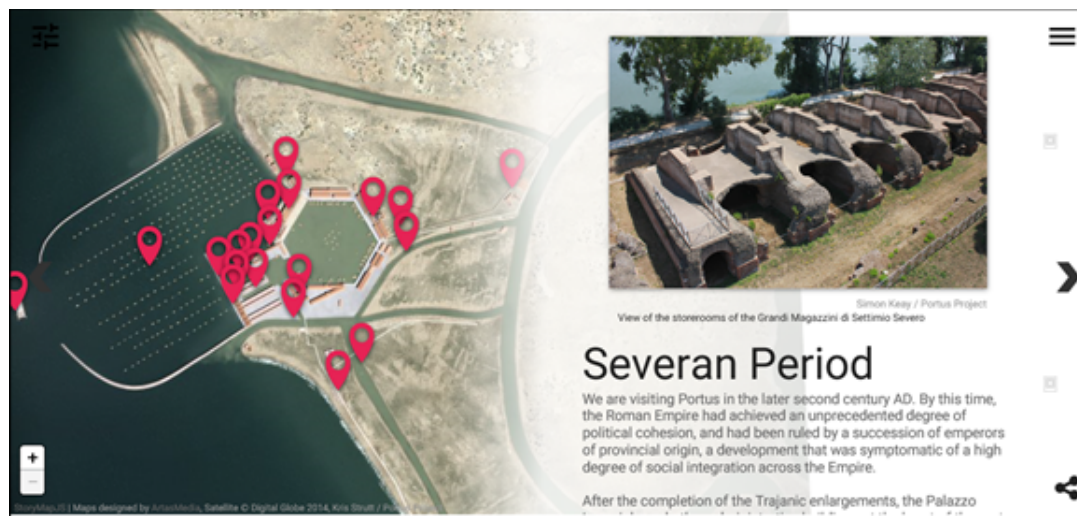 Simon Keay / Portus Project
View of the storerooms of the Grandi Magazzini di Settimio Severo
Severan Period
We are visiting Portus in the later second century AD. By this time,
the Roman Empire had achieved an unprecedented degree of
political cohesion, and had been ruled by a succession of emperors
of provincial origin, a development that was symptomatic of a high
degree of social integration across the Empire.
After the completion of the Trajanic enlargements, the Palazzo
+
−
StoryMapJS | Maps designed by ArtasMedia, Satellite © Digital Globe 2014, Kris Strutt /